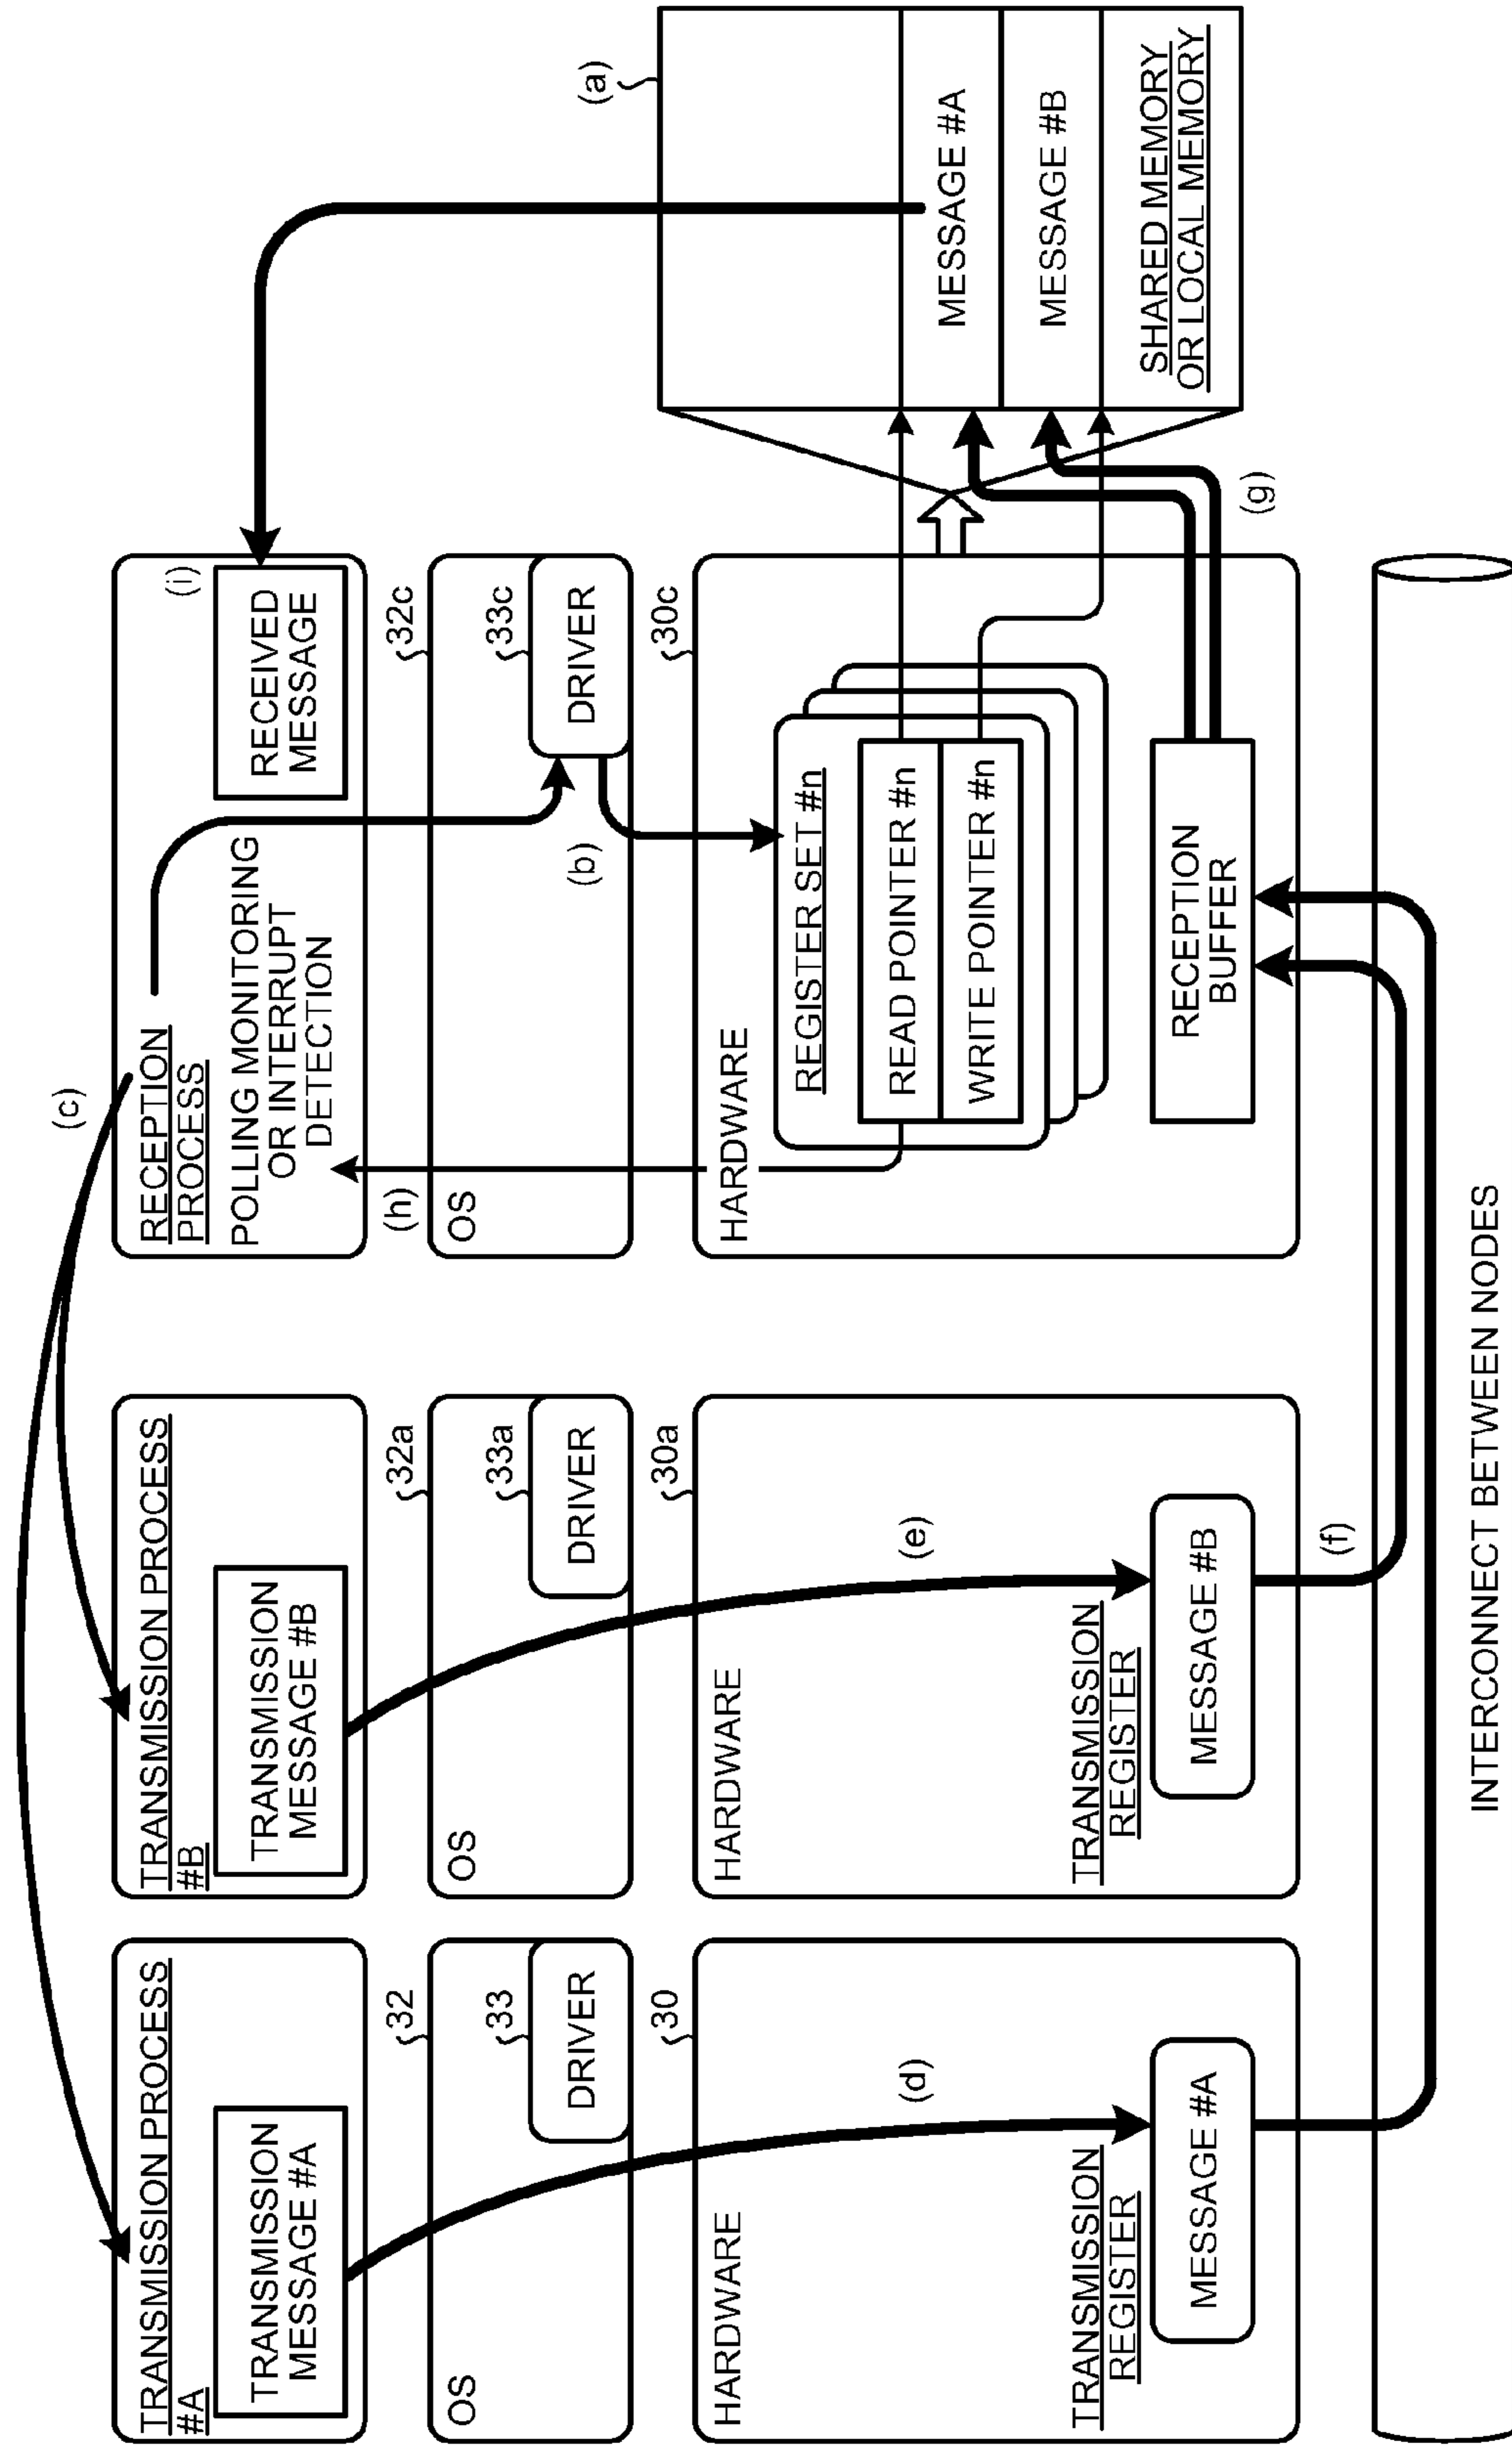 (c)
TRANSMISSION PROCESS
#A
TRANSMISSION
MESSAGE #A
32
OS
33
DRIVER
30
HARDWARE
(d)
TRANSMISSION
REGISTER
MESSAGE #A
TRANSMISSION PROCESS
#B
TRANSMISSION
MESSAGE #B
32a
OS
33a
DRIVER
30a
HARDWARE
(e)
TRANSMISSION
REGISTER
MESSAGE #B
(f)
RECEPTION
PROCESS
POLLING MONITORING
OR INTERRUPT
DETECTION
(i)
RECEIVED
MESSAGE
(h)
32c
OS
33c
DRIVER
(b)
30c
HARDWARE
REGISTER SET #n
READ POINTER #n
WRITE POINTER #n
RECEPTION
BUFFER
(g)
(a)
MESSAGE #A
MESSAGE #B
SHARED MEMORY
OR LOCAL MEMORY
INTERCONNECT BETWEEN NODES